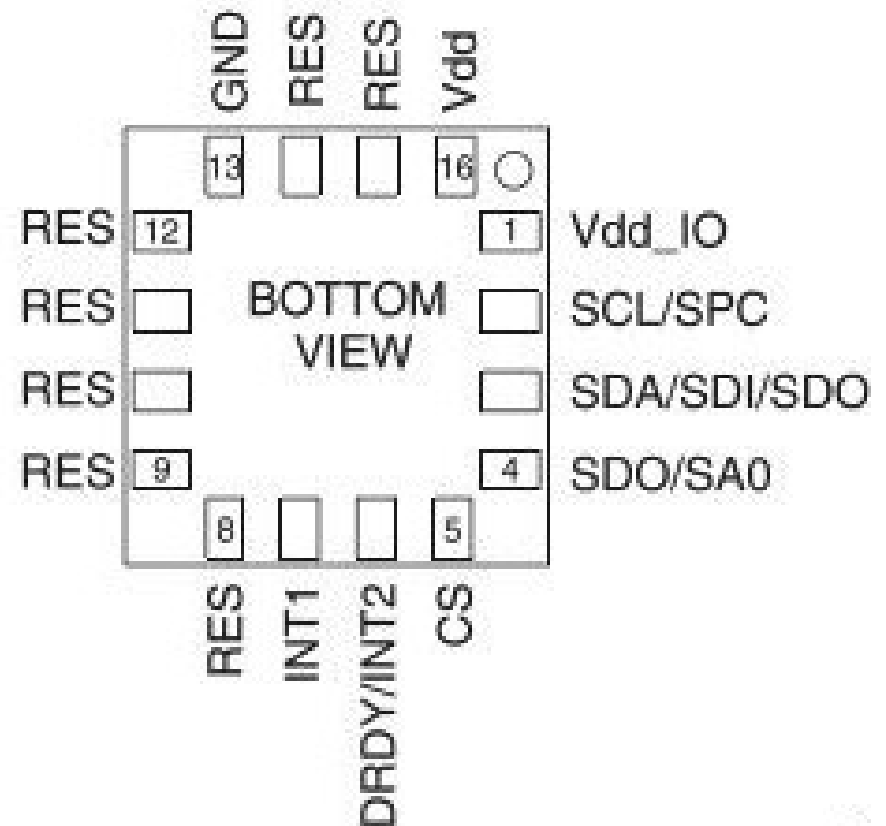 GND
RES
RES
Vdd
13
16
RES
12
1
Vdd_IO
RES
BOTTOM
VIEW
SCL/SPC
RES
SDA/SDI/SDO
RES
9
4
SDO/SA0
8
5
RES
INT1
DRDY/INT2
CS